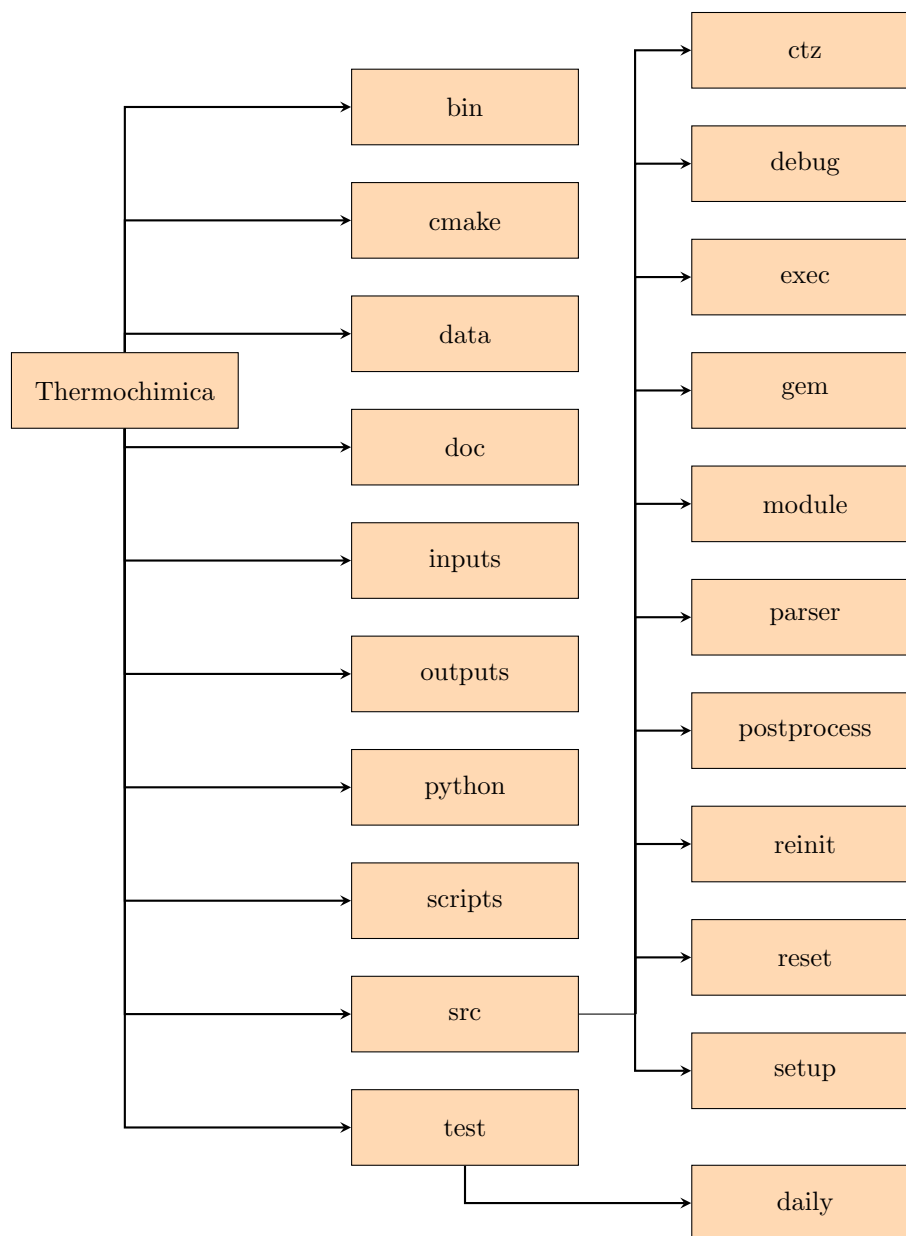 Thermochimica
bin
cmake
data
doc
inputs
outputs
python
scripts
src
test
ctz
debug
exec
gem
module
parser
postprocess
reinit
reset
setup
daily